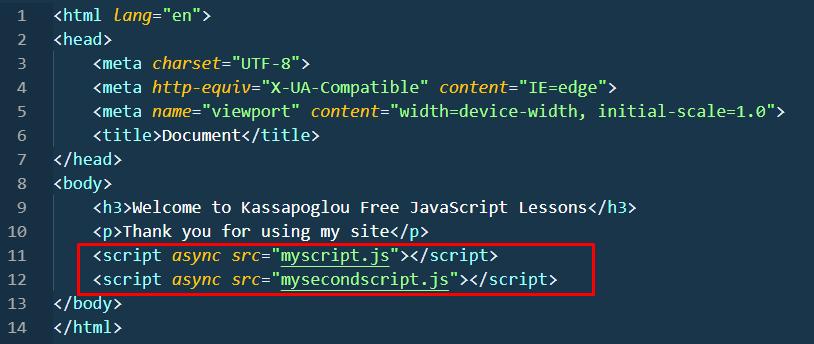 1 <html lang="en">
2 <head>
3     <meta charset="UTF-8">
4     <meta http-equiv="X-UA-Compatible" content="IE=edge">
5     <meta name="viewport" content="width=device-width, initial-scale=1.0">
6     <title>Document</title>
7 </head>
8 <body>
9     <h3>Welcome to Kassapoglou Free JavaScript Lessons</h3>
10     <p>Thank you for using my site</p>
11     <script async src="myscript.js"></script>
12     <script async src="mysecondscript.js"></script>
13 </body>
14 </html>